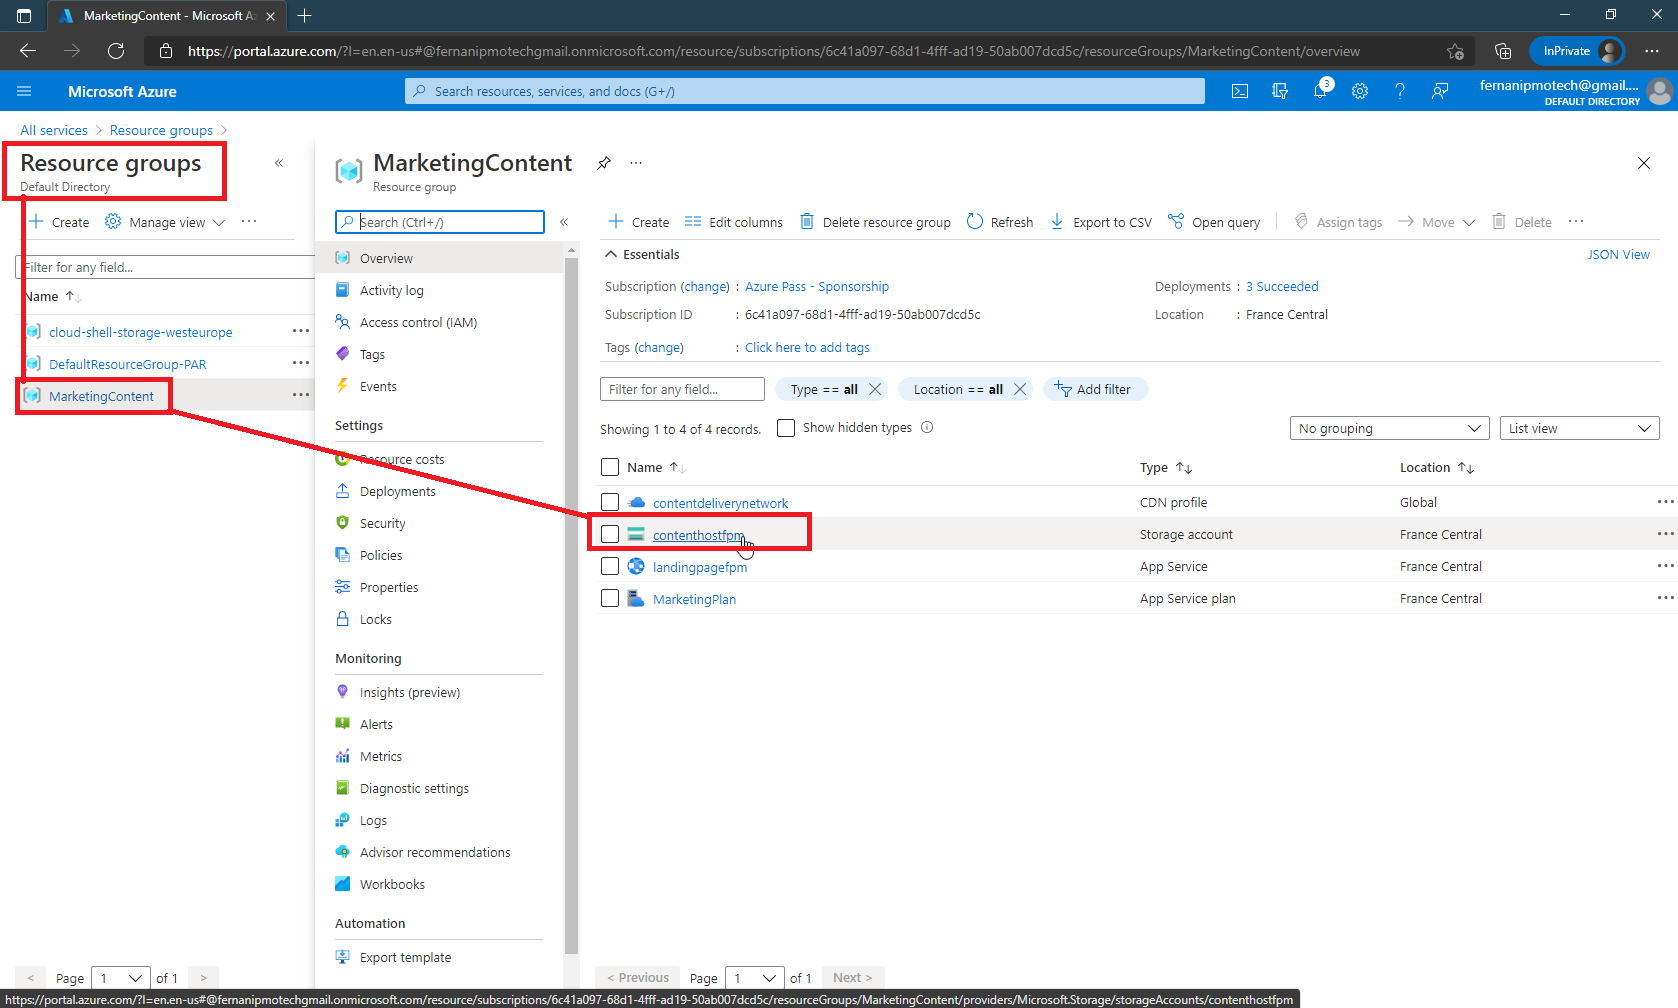 MarketingContent - Microsoft Az
https://portal.azure.com/?l=en.en-us#@fernanipmotechgmail.onmicrosoft.com/resource/subscriptions/6c41a097-68d1-4fff-ad19-50ab007dcd5c/resourceGroups/MarketingContent/overview
InPrivate
Microsoft Azure
Search resources, services, and docs (G+/)
3
fernanipmotech@gmail....
DEFAULT DIRECTORY
All services > Resource groups >
Resource groups
Default Directory
Create
Manage view
Filter for any field...
Name
cloud-shell-storage-westeurope
DefaultResourceGroup-PAR
MarketingContent
< Page 1 of 1 >
MarketingContent
Resource group
Search (Ctrl+/)
Overview
Activity log
Access control (IAM)
Tags
Events
Settings
Resource costs
Deployments
Security
Policies
Properties
Locks
Monitoring
Insights (preview)
Alerts
Metrics
Diagnostic settings
Logs
Advisor recommendations
Workbooks
Automation
Export template
Create Edit columns Delete resource group Refresh Export to CSV Open query Assign tags Move Delete
Essentials
JSON View
Subscription (change) : Azure Pass - Sponsorship
Deployments : 3 Succeeded
Subscription ID : 6c41a097-68d1-4fff-ad19-50ab007dcd5c
Location : France Central
Tags (change) : Click here to add tags
Filter for any field... Type == all Location == all Add filter
Showing 1 to 4 of 4 records. Show hidden types
No grouping List view
Name Type Location
contentdeliverynetwork CDN profile Global
contenthostfpm Storage account France Central
landingpagefpm App Service France Central
MarketingPlan App Service plan France Central
< Previous Page 1 of 1 Next >
https://portal.azure.com/?l=en.en-us#@fernanipmotechgmail.onmicrosoft.com/resource/subscriptions/6c41a097-68d1-4fff-ad19-50ab007dcd5c/resourceGroups/MarketingContent/providers/Microsoft.Storage/storageAccounts/contenthostfpm